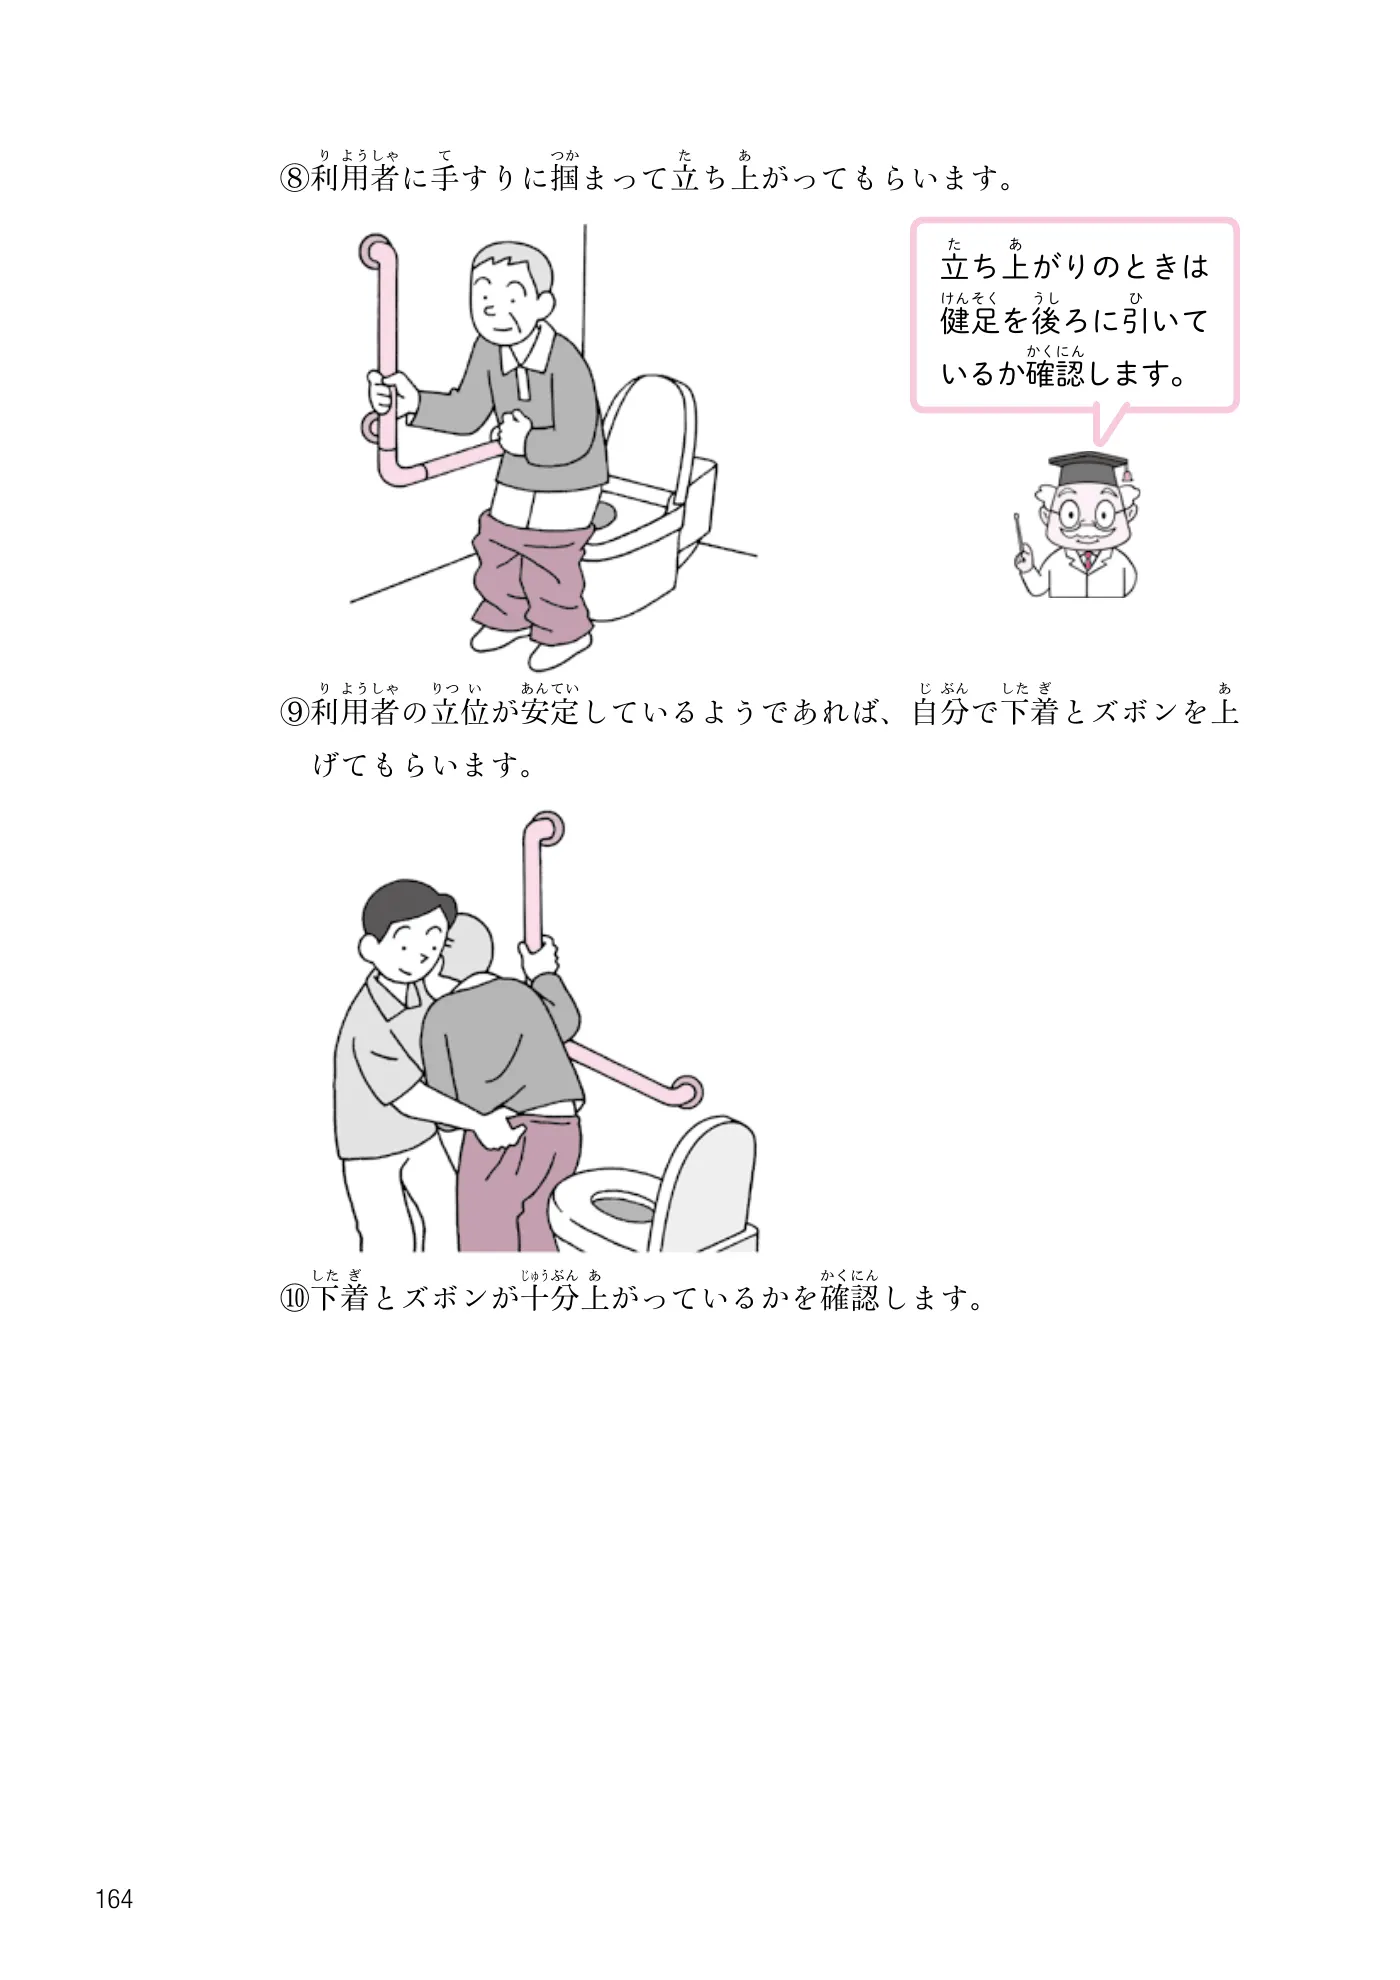 ⑧利用者に手すりに掴まって立ち上がってもらいます。
立ち上がりのときは
健足を後ろに引いて
いるか確認します。
⑨利用者の立位が安定しているようであれば、自分で下着とズボンを上
げてもらいます。
⑩下着とズボンが十分上がっているかを確認します。
164